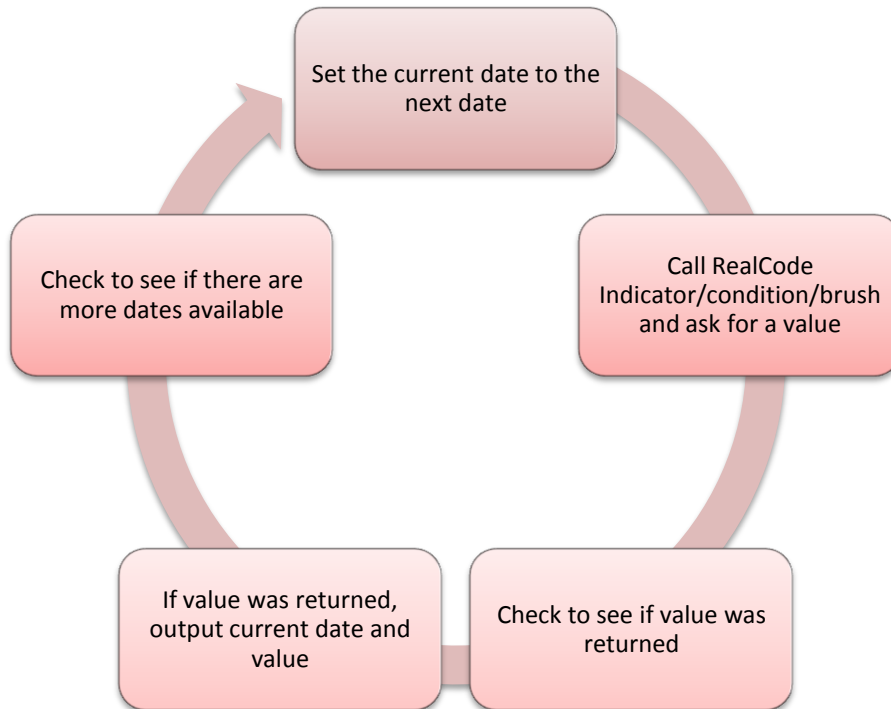 Set the current date to the
next date
Call RealCode
Indicator/condition/brush
and ask for a value
Check to see if value was
returned
If value was returned,
output current date and
value
Check to see if there are
more dates available